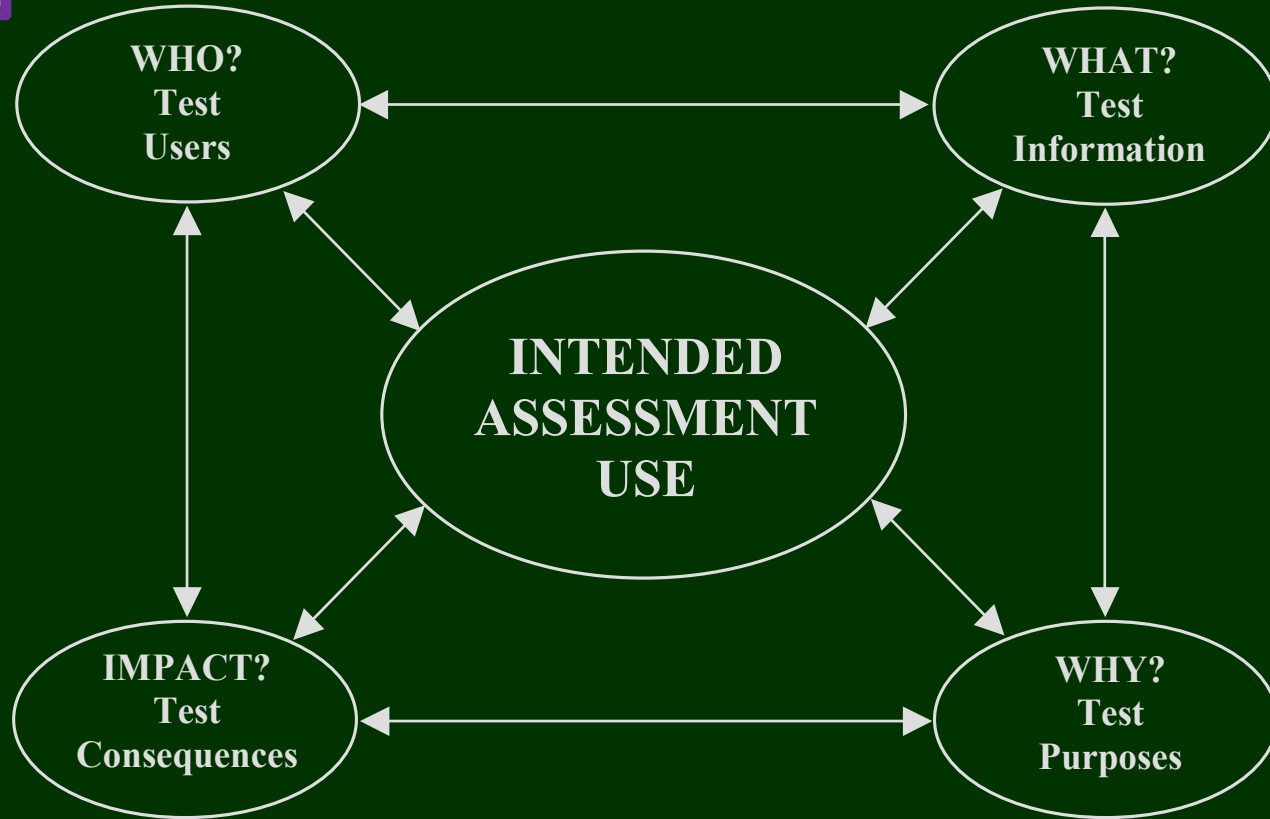 WHO?
Test
Users
WHAT?
Test
Information
INTENDED
ASSESSMENT
USE
IMPACT?
Test
Consequences
WHY?
Test
Purposes